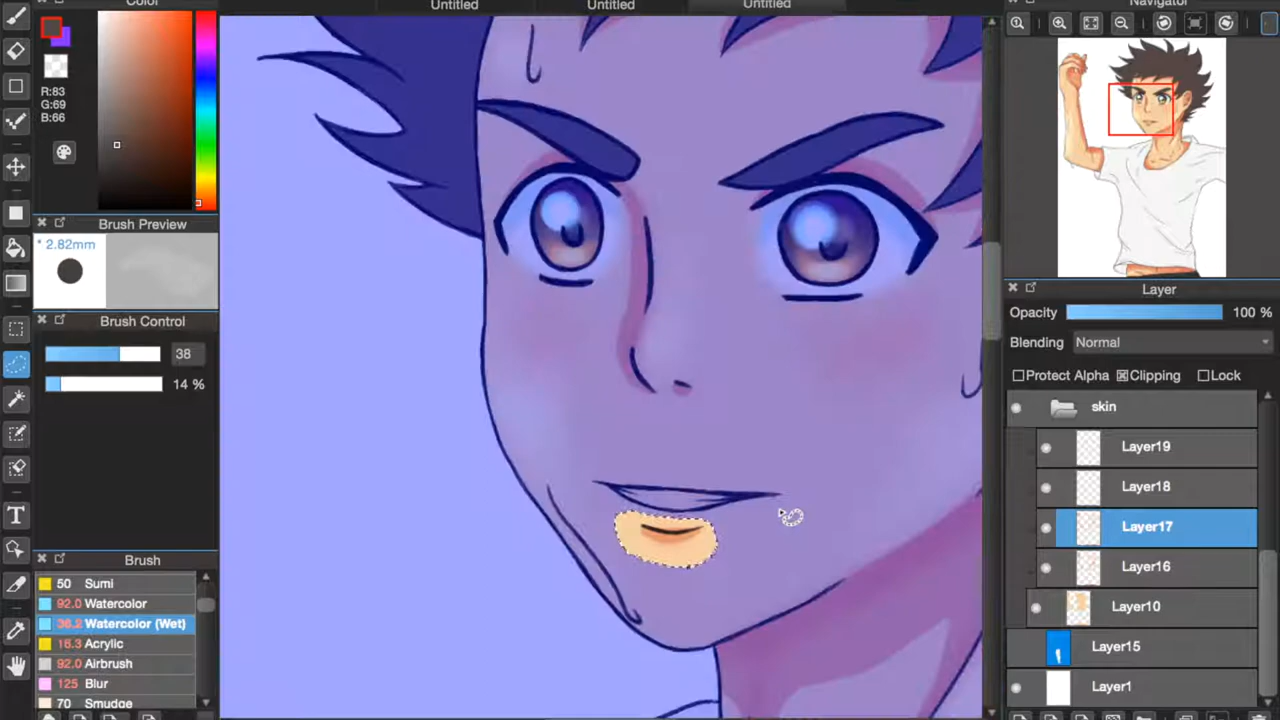 Color
R:83
G:69
B:66
Brush Preview
* 2.82mm
Brush Control
38
14 %
Brush
50 Sumi
92.0 Watercolor
36.2 Watercolor (Wet)
16.3 Acrylic
92.0 Airbrush
125 Blur
70 Smudge
T
Untitled
Untitled
Untitled
Navigator
Layer
Opacity
100 %
Blending
Normal
Protect Alpha
Clipping
Lock
skin
Layer19
Layer18
Layer17
Layer16
Layer10
Layer15
Layer1